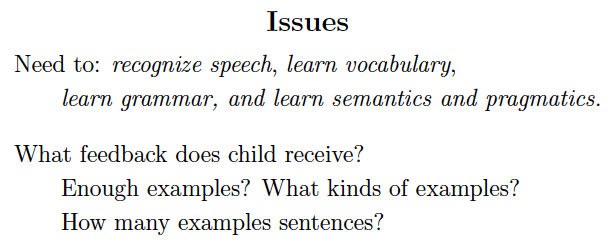 Issues
Need to: recognize speech, learn vocabulary,
learn grammar, and learn semantics and pragmatics.
What feedback does child receive?
Enough examples? What kinds of examples?
How many examples sentences?